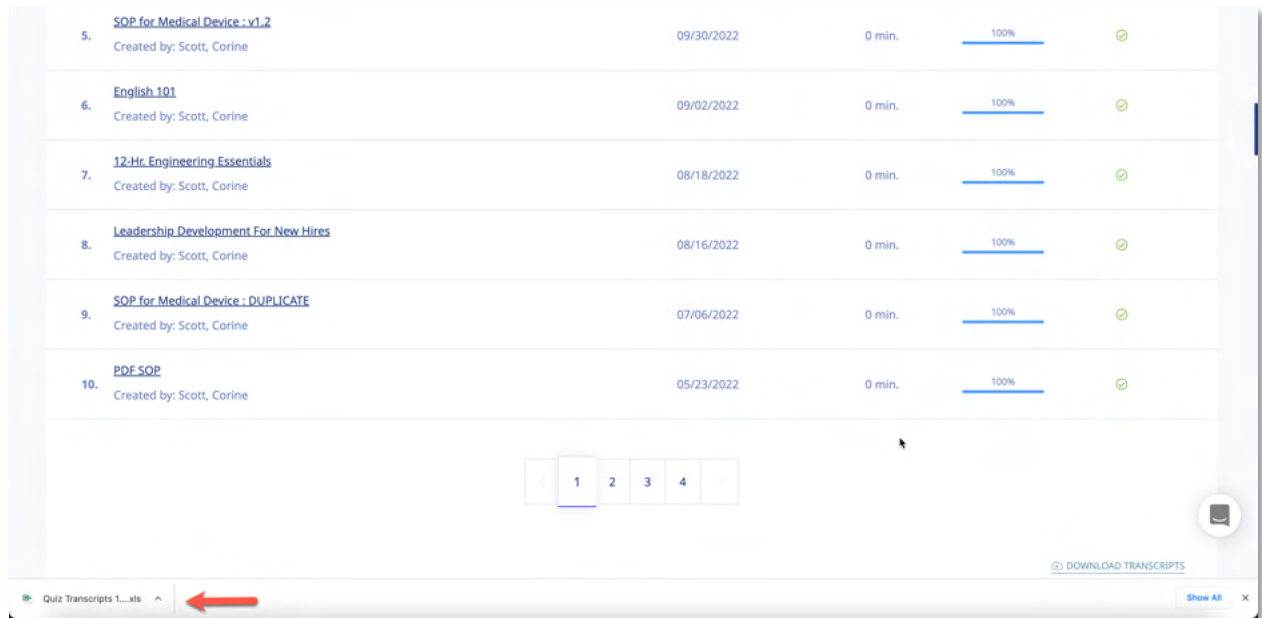 5.
SOP for Medical Device : v1.2
Created by: Scott, Corine
09/30/2022
0 min.
100%
6.
English 101
Created by: Scott, Corine
09/02/2022
0 min.
100%
7.
12-Hr. Engineering Essentials
Created by: Scott, Corine
08/18/2022
0 min.
100%
8.
Leadership Development For New Hires
Created by: Scott, Corine
08/16/2022
0 min.
100%
9.
SOP for Medical Device : DUPLICATE
Created by: Scott, Corine
07/06/2022
0 min.
100%
10.
PDF SOP
Created by: Scott, Corine
05/23/2022
0 min.
100%
1 2 3 4
DOWNLOAD TRANSCRIPTS
Quiz Transcripts 1....xls
Show All